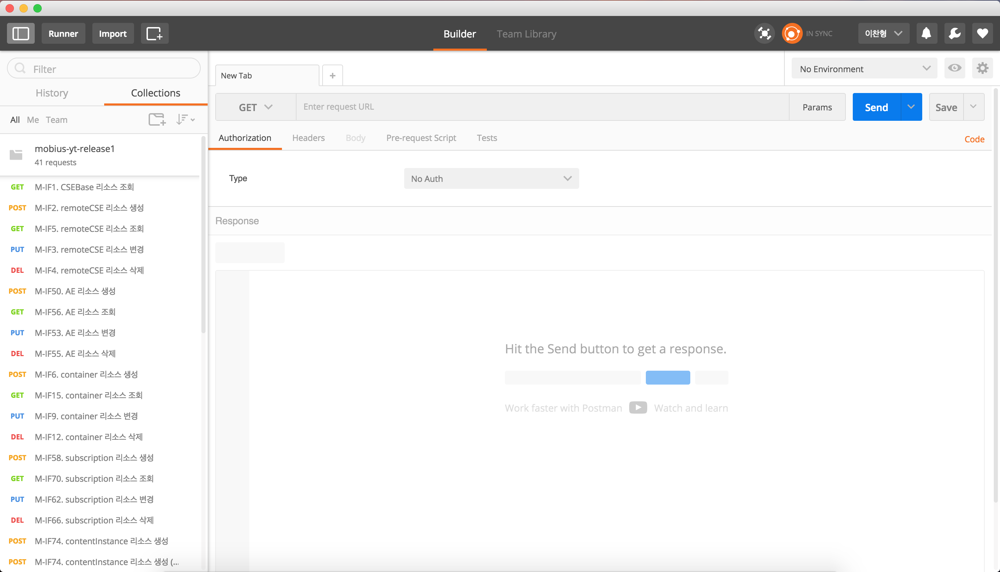 Runner Import Builder Team Library IN SYNC 이찬형
Filter
History Collections
All Me Team
mobius-yt-release1
41 requests
GET M-IF1. CSEBase 리소스 조회
POST M-IF2. remoteCSE 리소스 생성
GET M-IF5. remoteCSE 리소스 조회
PUT M-IF3. remoteCSE 리소스 변경
DEL M-IF4. remoteCSE 리소스 삭제
POST M-IF50. AE 리소스 생성
GET M-IF56. AE 리소스 조회
PUT M-IF53. AE 리소스 변경
DEL M-IF55. AE 리소스 삭제
POST M-IF6. container 리소스 생성
GET M-IF15. container 리소스 조회
PUT M-IF9. container 리소스 변경
DEL M-IF12. container 리소스 삭제
POST M-IF58. subscription 리소스 생성
GET M-IF70. subscription 리소스 조회
PUT M-IF62. subscription 리소스 변경
DEL M-IF66. subscription 리소스 삭제
POST M-IF74. contentInstance 리소스 생성
POST M-IF74. contentInstance 리소스 생성 (...
New Tab +
No Environment
GET Enter request URL Params Send Save
Authorization Headers Body Pre-request Script Tests Code
Type No Auth
Response
Hit the Send button to get a response.
Work faster with Postman Watch and learn